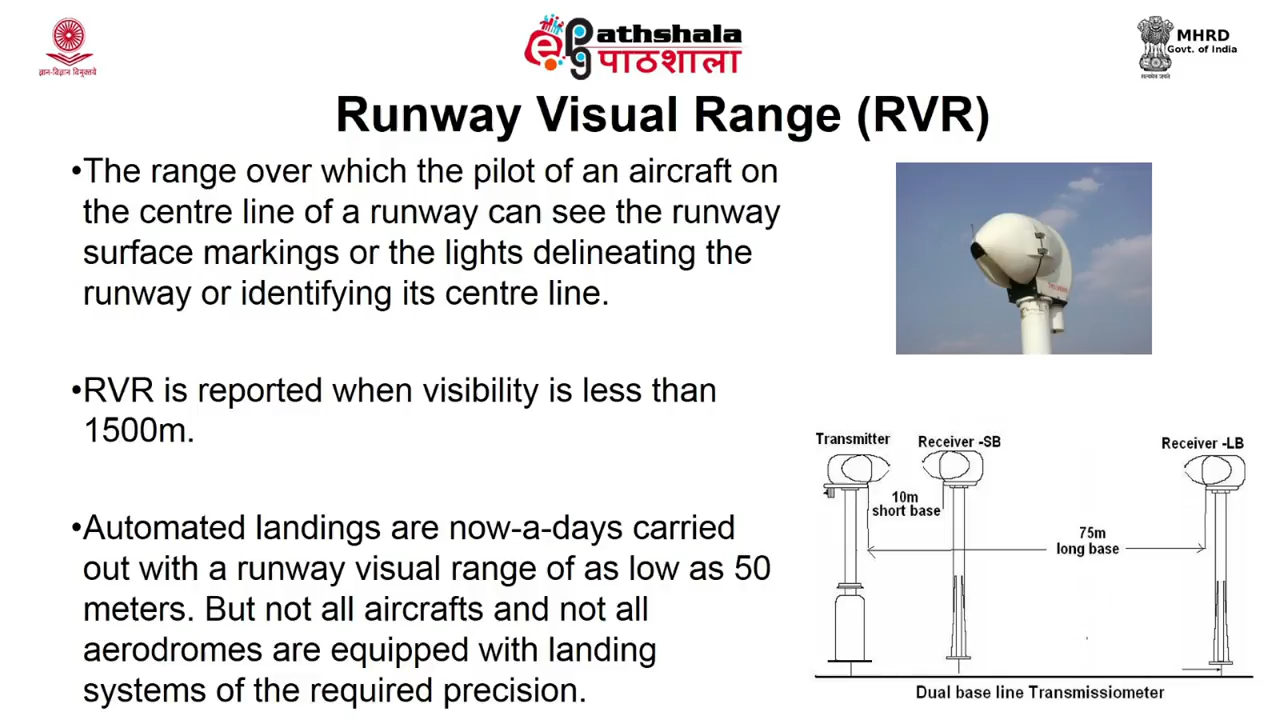 ज्ञान-विज्ञान विमुक्तये
Pathshala
पाठशाला
MHRD
Govt. of India
सत्यमेव जयते
Runway Visual Range (RVR)
•The range over which the pilot of an aircraft on
the centre line of a runway can see the runway
surface markings or the lights delineating the
runway or identifying its centre line.
•RVR is reported when visibility is less than
1500m.
•Automated landings are now-a-days carried
out with a runway visual range of as low as 50
meters. But not all aircrafts and not all
aerodromes are equipped with landing
systems of the required precision.
Transmitter
Receiver -SB
Receiver -LB
10m
short base
75m
long base
Dual base line Transmissiometer